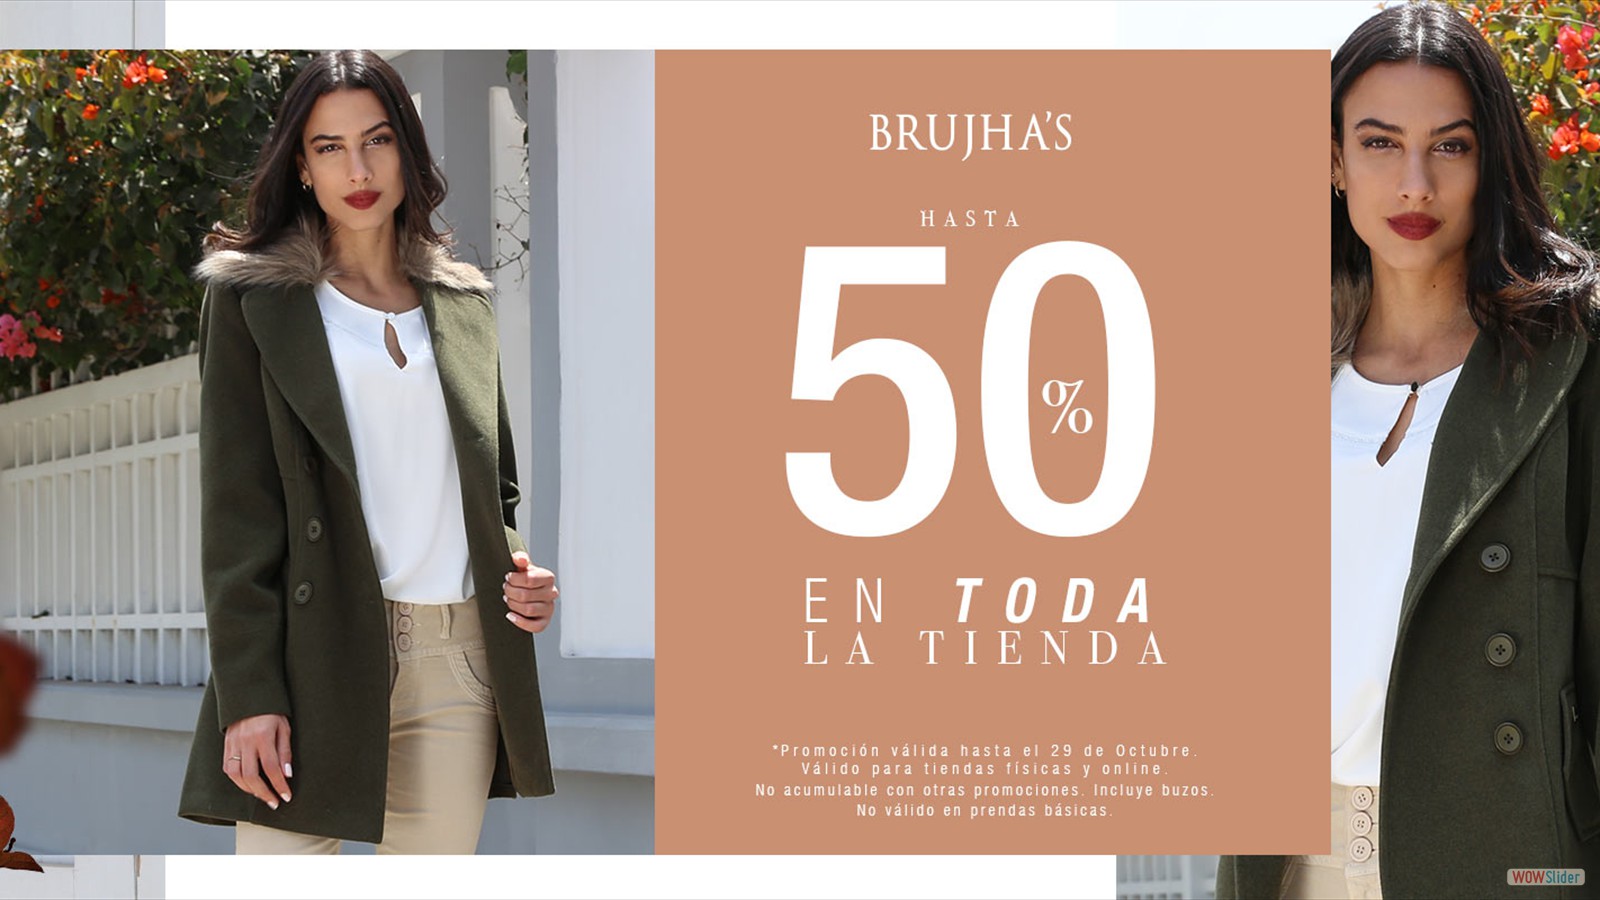 BRUJHA'S
HASTA
50%
EN TODA
LA TIENDA
*Promoción válida hasta el 29 de Octubre.
Válido para tiendas físicas y online.
No acumulable con otras promociones. Incluye buzos.
No válido en prendas básicas.
WOWSlider